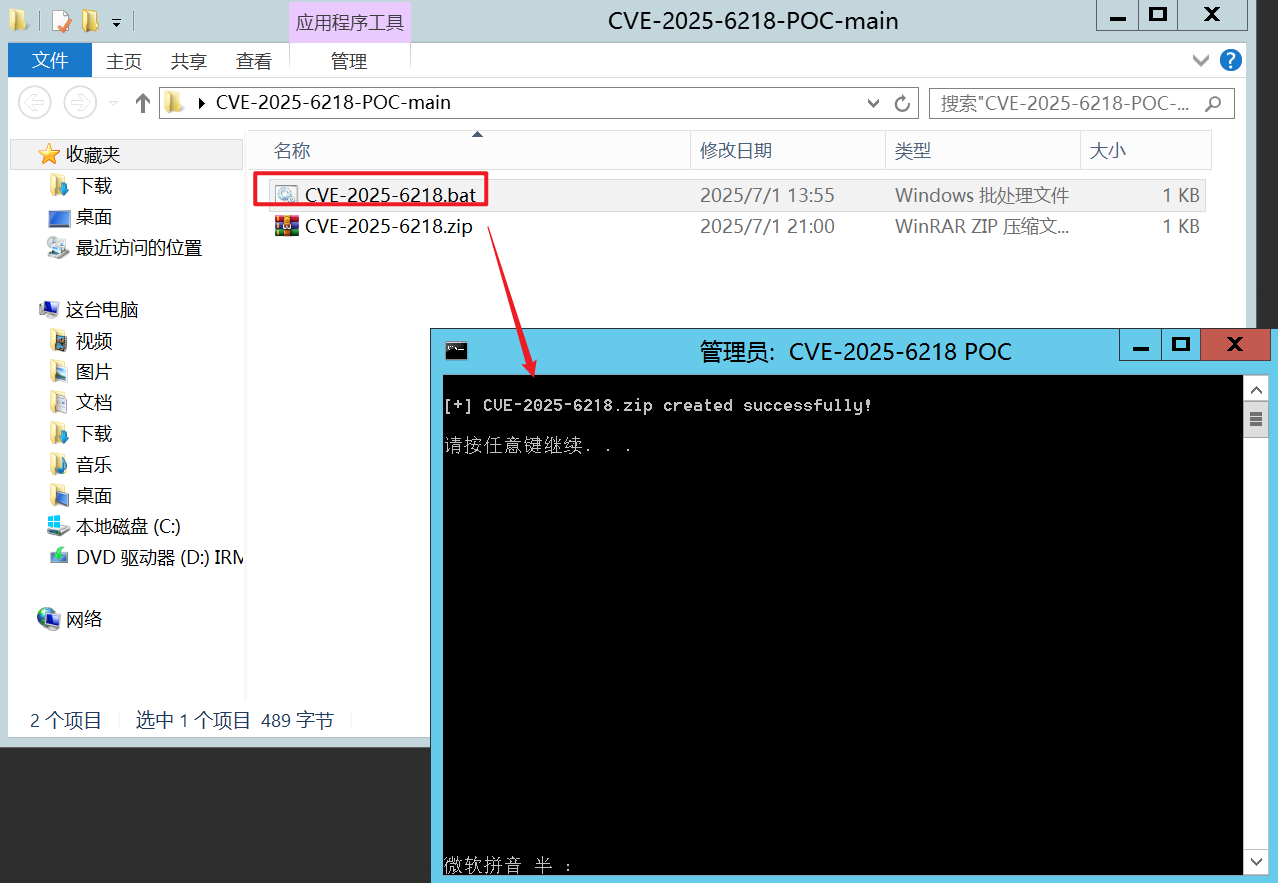 应用程序工具
CVE-2025-6218-POC-main
文件 主页 共享 查看 管理
CVE-2025-6218-POC-main
搜索"CVE-2025-6218-POC-...
名称 修改日期 类型 大小
收藏夹
下载
桌面
最近访问的位置
这台电脑
视频
图片
文档
下载
音乐
桌面
本地磁盘 (C:)
DVD 驱动器 (D:) IRM
网络
CVE-2025-6218.bat 2025/7/1 13:55 Windows 批处理文件 1 KB
CVE-2025-6218.zip 2025/7/1 21:00 WinRAR ZIP 压缩文... 1 KB
2 个项目 选中 1 个项目 489 字节
管理员: CVE-2025-6218 POC
[+] CVE-2025-6218.zip created successfully!
请按任意键继续. . .
微软拼音 半 :